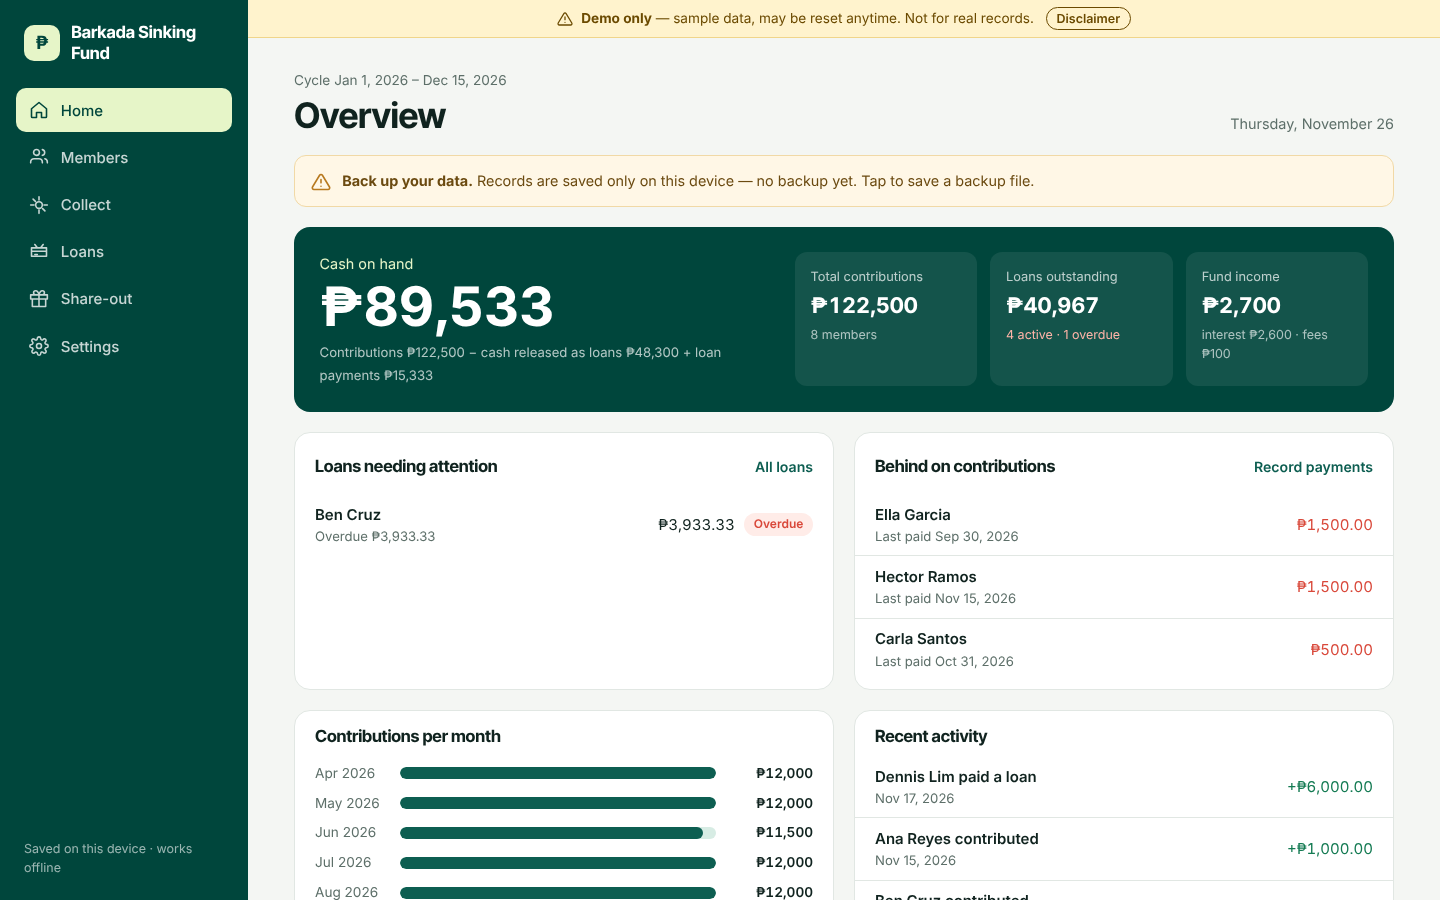 ₱
Barkada Sinking
Fund
Home
Members
Collect
Loans
Share-out
Settings
Saved on this device · works
offline
Demo only — sample data, may be reset anytime. Not for real records.
Disclaimer
Cycle Jan 1, 2026 – Dec 15, 2026
Overview
Thursday, November 26
Back up your data. Records are saved only on this device — no backup yet. Tap to save a backup file.
Cash on hand
₱89,533
Contributions ₱122,500 − cash released as loans ₱48,300 + loan
payments ₱15,333
Total contributions
₱122,500
8 members
Loans outstanding
₱40,967
4 active · 1 overdue
Fund income
₱2,700
interest ₱2,600 · fees
₱100
Loans needing attention
All loans
Ben Cruz
Overdue ₱3,933.33
₱3,933.33
Overdue
Behind on contributions
Record payments
Ella Garcia
Last paid Sep 30, 2026
₱1,500.00
Hector Ramos
Last paid Nov 15, 2026
₱1,500.00
Carla Santos
Last paid Oct 31, 2026
₱500.00
Contributions per month
Apr 2026 ₱12,000
May 2026 ₱12,000
Jun 2026 ₱11,500
Jul 2026 ₱12,000
Aug 2026 ₱12,000
Recent activity
Dennis Lim paid a loan
Nov 17, 2026
+₱6,000.00
Ana Reyes contributed
Nov 15, 2026
+₱1,000.00
Ben Cruz contributed